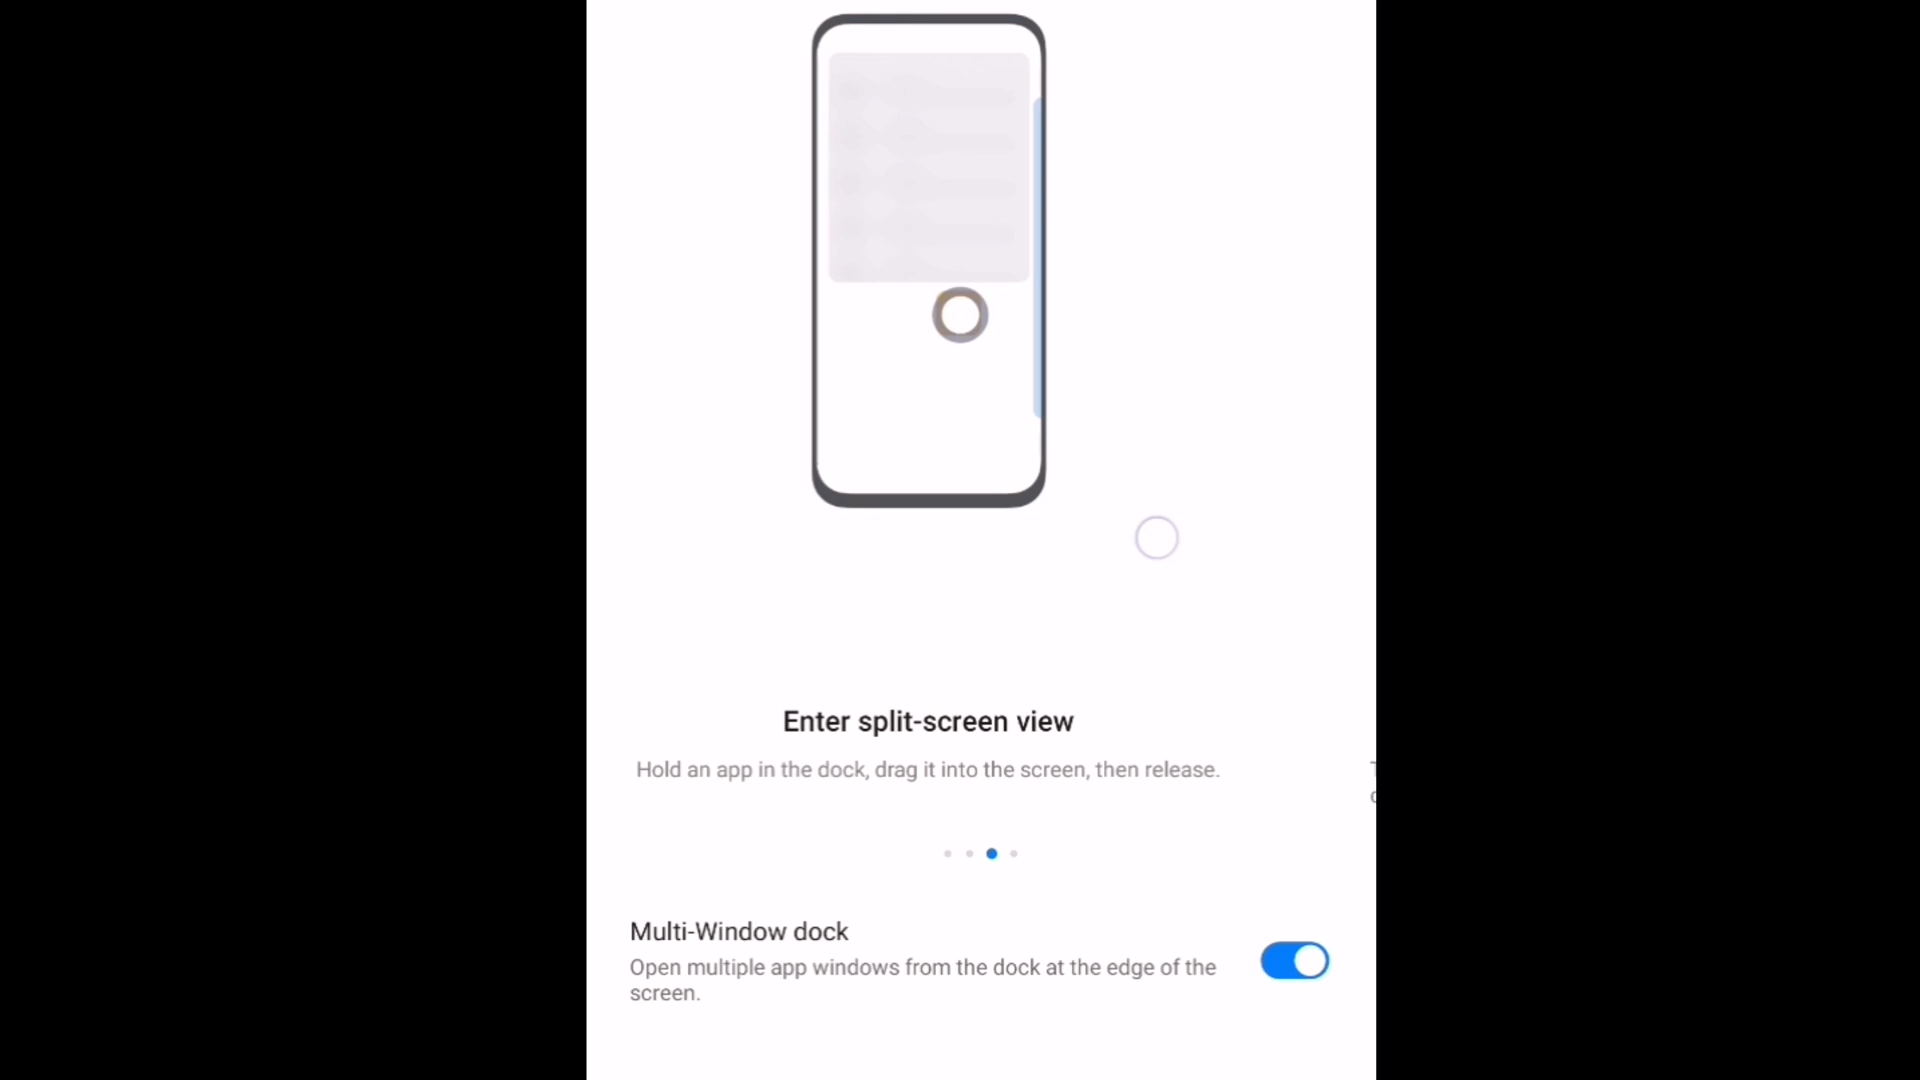 Enter split-screen view
Hold an app in the dock, drag it into the screen, then release.
Multi-Window dock
Open multiple app windows from the dock at the edge of the
screen.